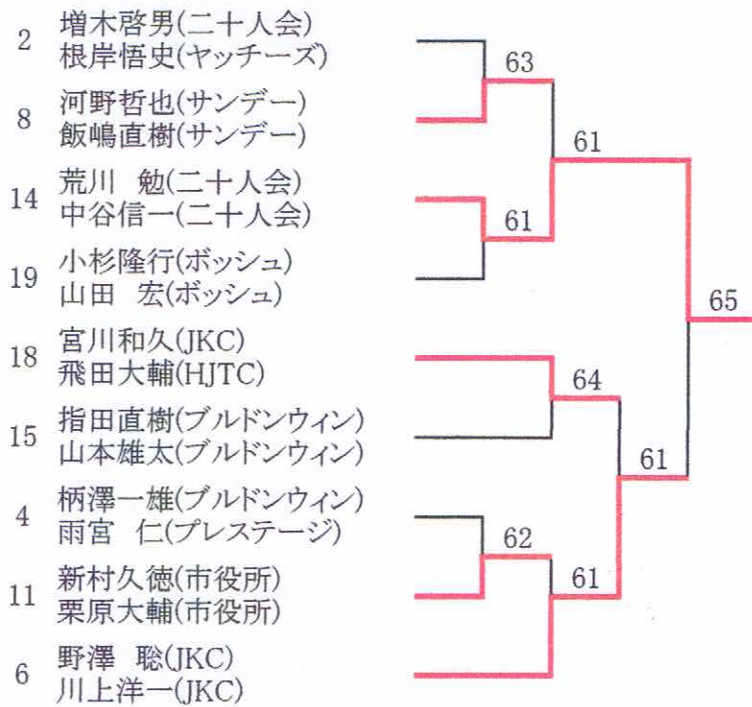 2 増木啓男(二十人会)
根岸悟史(ヤッチーズ)
63
8 河野哲也(サンデー)
飯嶋直樹(サンデー)
61
14 荒川 勉(二十人会)
中谷信一(二十人会)
61
19 小杉隆行(ボッシュ)
山田 宏(ボッシュ)
65
18 宮川和久(JKC)
飛田大輔(HJTC)
64
15 指田直樹(ブルドンウィン)
山本雄太(ブルドンウィン)
61
4 柄澤一雄(ブルドンウィン)
雨宮 仁(プレステージ)
62
11 新村久徳(市役所)
栗原大輔(市役所)
61
6 野澤 聡(JKC)
川上洋一(JKC)